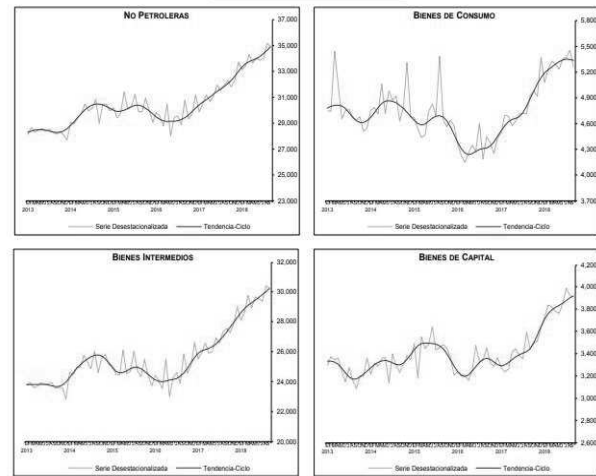 NO PETROLERAS
37,000
35,000
33,000
31,000
29,000
27,000
25,000
23,000
2013 2014 2015 2016 2017 2018
Serie Desestacionalizada Tendencia-Ciclo
BIENES DE CONSUMO
5,800
5,500
5,200
4,900
4,600
4,300
4,000
3,700
2013 2014 2015 2016 2017 2018
Serie Desestacionalizada Tendencia-Ciclo
BIENES INTERMEDIOS
32,000
30,000
28,000
26,000
24,000
22,000
20,000
2013 2014 2015 2016 2017 2018
Serie Desestacionalizada Tendencia-Ciclo
BIENES DE CAPITAL
4,200
4,000
3,800
3,600
3,400
3,200
3,000
2,800
2,600
2013 2014 2015 2016 2017 2018
Serie Desestacionalizada Tendencia-Ciclo